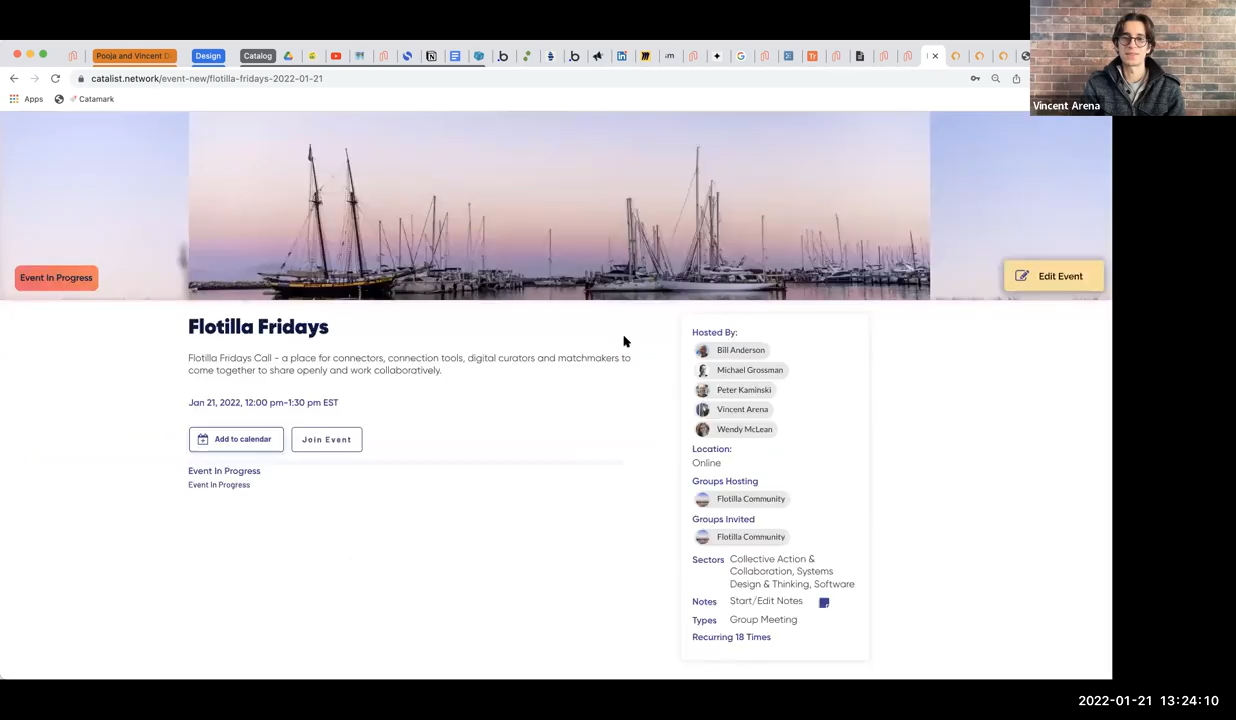 Pooja and Vincent D
Design
Catalog
catalist.network/event-new/flotilla-fridays-2022-01-21
Apps
Catamark
Vincent Arena
Event In Progress
Edit Event
Flotilla Fridays
Flotilla Fridays Call - a place for connectors, connection tools, digital curators and matchmakers to
come together to share openly and work collaboratively.
Jan 21, 2022, 12:00 pm-1:30 pm EST
Add to calendar
Join Event
Event In Progress
Event In Progress
Hosted By:
Bill Anderson
Michael Grossman
Peter Kaminski
Vincent Arena
Wendy McLean
Location:
Online
Groups Hosting
Flotilla Community
Groups Invited
Flotilla Community
Sectors Collective Action &
Collaboration, Systems
Design & Thinking, Software
Notes Start/Edit Notes
Types Group Meeting
Recurring 18 Times
2022-01-21 13:24:10